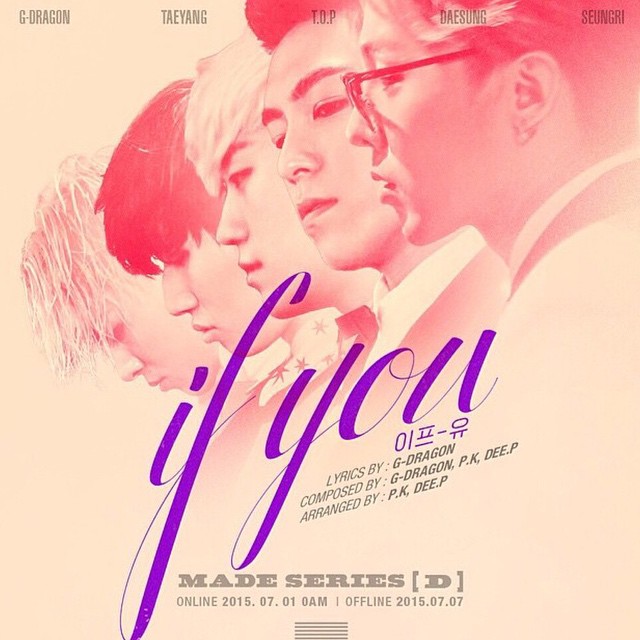 G-DRAGON TAEYANG T.O.P DAESUNG SEUNGRI
if you
이프-유
LYRICS BY : G-DRAGON
COMPOSED BY : G-DRAGON, P.K, DEE.P
ARRANGED BY : P.K, DEE.P
MADE SERIES [D]
ONLINE 2015. 07. 01 0AM | OFFLINE 2015.07.07